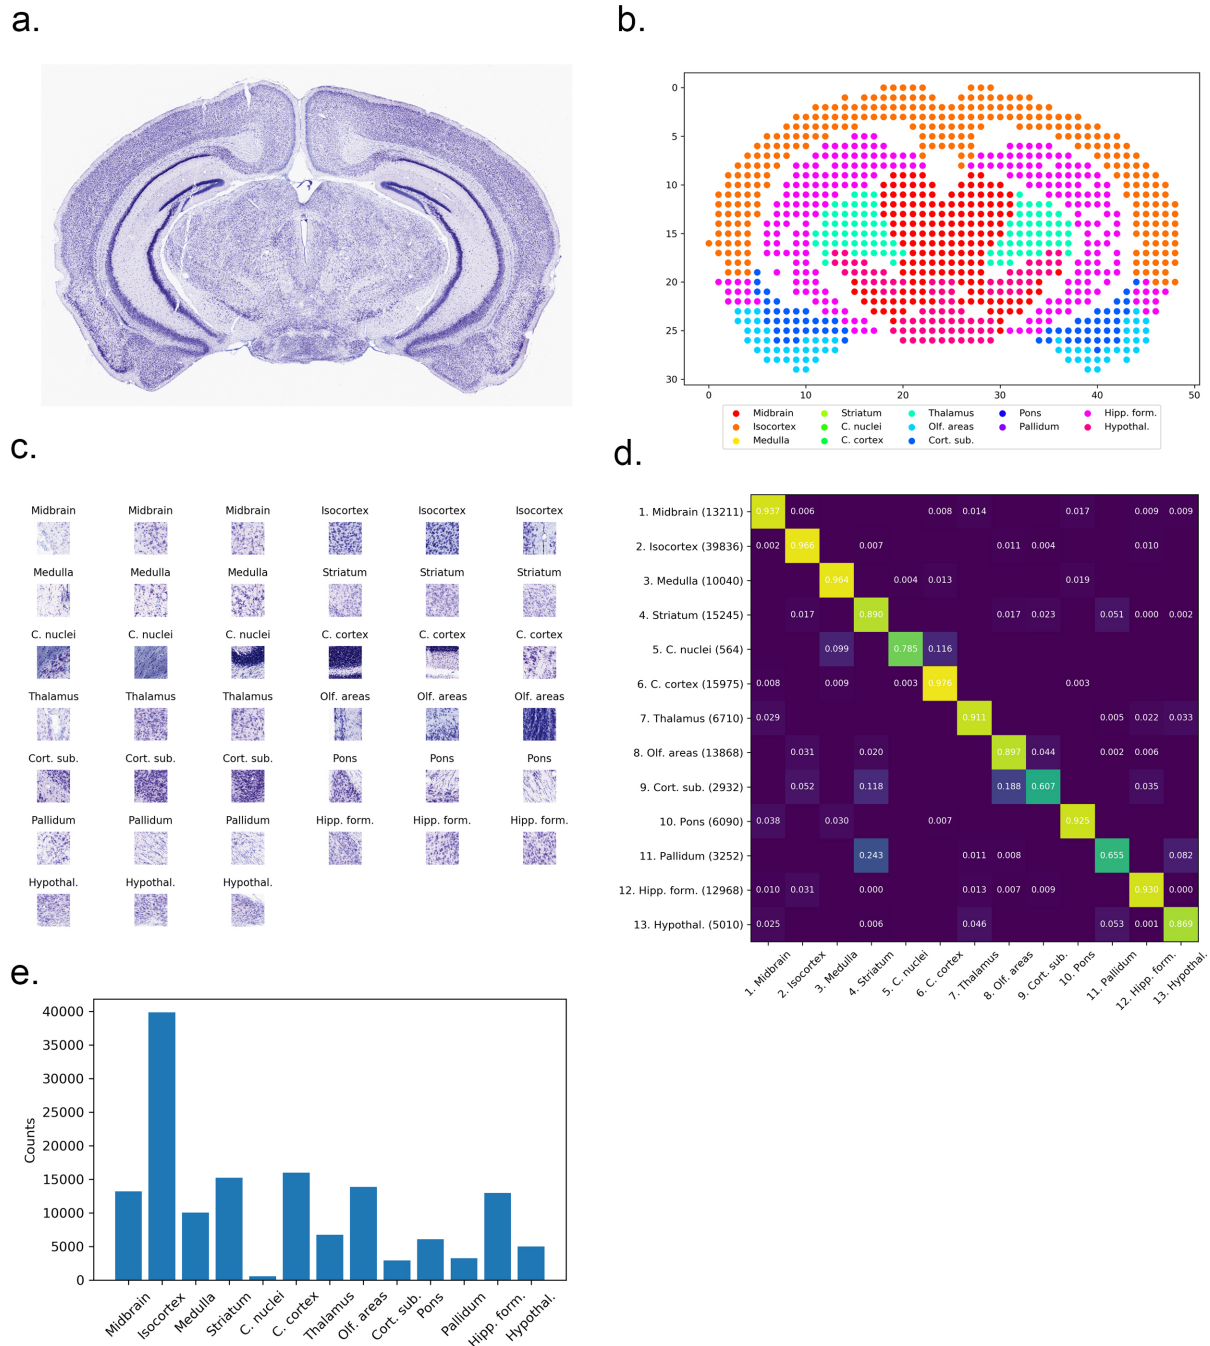 a.
b.
0
5
10
15
20
25
30
0 10 20 30 40 50
Midbrain Striatum Thalamus Pons Hipp. form.
Isocortex C. nuclei Olf. areas Pallidum Hypothal.
Medulla C. cortex Cort. sub.
c.
Midbrain Midbrain Midbrain Isocortex Isocortex Isocortex
Medulla Medulla Medulla Striatum Striatum Striatum
C. nuclei C. nuclei C. nuclei C. cortex C. cortex C. cortex
Thalamus Thalamus Thalamus Olf. areas Olf. areas Olf. areas
Cort. sub. Cort. sub. Cort. sub. Pons Pons Pons
Pallidum Pallidum Pallidum Hipp. form. Hipp. form. Hipp. form.
Hypothal. Hypothal. Hypothal.
d.
1. Midbrain (13211) 0.937 0.006 0.008 0.014 0.017 0.009 0.009
2. Isocortex (39836) 0.002 0.966 0.007 0.011 0.004 0.010
3. Medulla (10040) 0.964 0.004 0.013 0.019
4. Striatum (15245) 0.017 0.890 0.017 0.023 0.051 0.000 0.002
5. C. nuclei (564) 0.099 0.785 0.116
6. C. cortex (15975) 0.008 0.009 0.003 0.976 0.003
7. Thalamus (6710) 0.029 0.911 0.005 0.022 0.033
8. Olf. areas (13868) 0.031 0.020 0.897 0.044 0.002 0.006
9. Cort. sub. (2932) 0.052 0.118 0.188 0.607 0.035
10. Pons (6090) 0.038 0.030 0.007 0.925
11. Pallidum (3252) 0.243 0.011 0.008 0.655 0.082
12. Hipp. form. (12968) 0.010 0.031 0.000 0.013 0.007 0.009 0.930 0.000
13. Hypothal. (5010) 0.025 0.006 0.046 0.053 0.001 0.869
1. Midbrain 2. Isocortex 3. Medulla 4. Striatum 5. C. nuclei 6. C. cortex 7. Thalamus 8. Olf. areas 9. Cort. sub. 10. Pons 11. Pallidum 12. Hipp. form. 13. Hypothal.
e.
Counts
40000
35000
30000
25000
20000
15000
10000
5000
0
Midbrain Isocortex Medulla Striatum C. nuclei C. cortex Thalamus Olf. areas Cort. sub. Pons Pallidum Hipp. form. Hypothal.